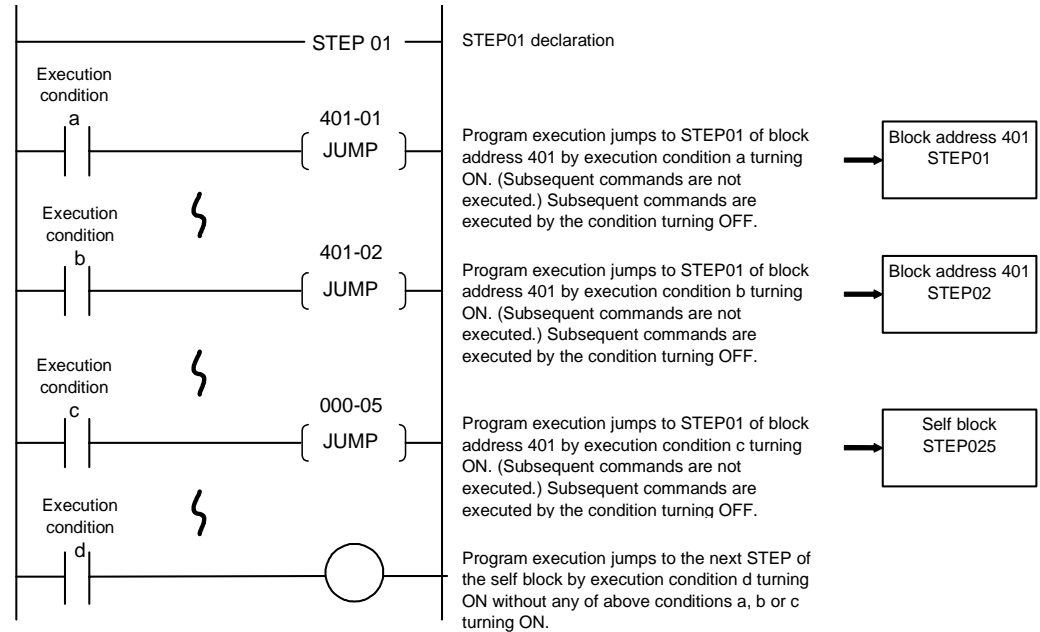 STEP 01
STEP01 declaration
Execution
condition
a
401-01
JUMP
Program execution jumps to STEP01 of block
address 401 by execution condition a turning
ON. (Subsequent commands are not
executed.) Subsequent commands are
executed by the condition turning OFF.
Block address 401
STEP01
Execution
condition
b
401-02
JUMP
Program execution jumps to STEP01 of block
address 401 by execution condition b turning
ON. (Subsequent commands are not
executed.) Subsequent commands are
executed by the condition turning OFF.
Block address 401
STEP02
Execution
condition
c
000-05
JUMP
Program execution jumps to STEP01 of block
address 401 by execution condition c turning
ON. (Subsequent commands are not
executed.) Subsequent commands are
executed by the condition turning OFF.
Self block
STEP025
Execution
condition
d
Program execution jumps to the next STEP of
the self block by execution condition d turning
ON without any of above conditions a, b or c
turning ON.